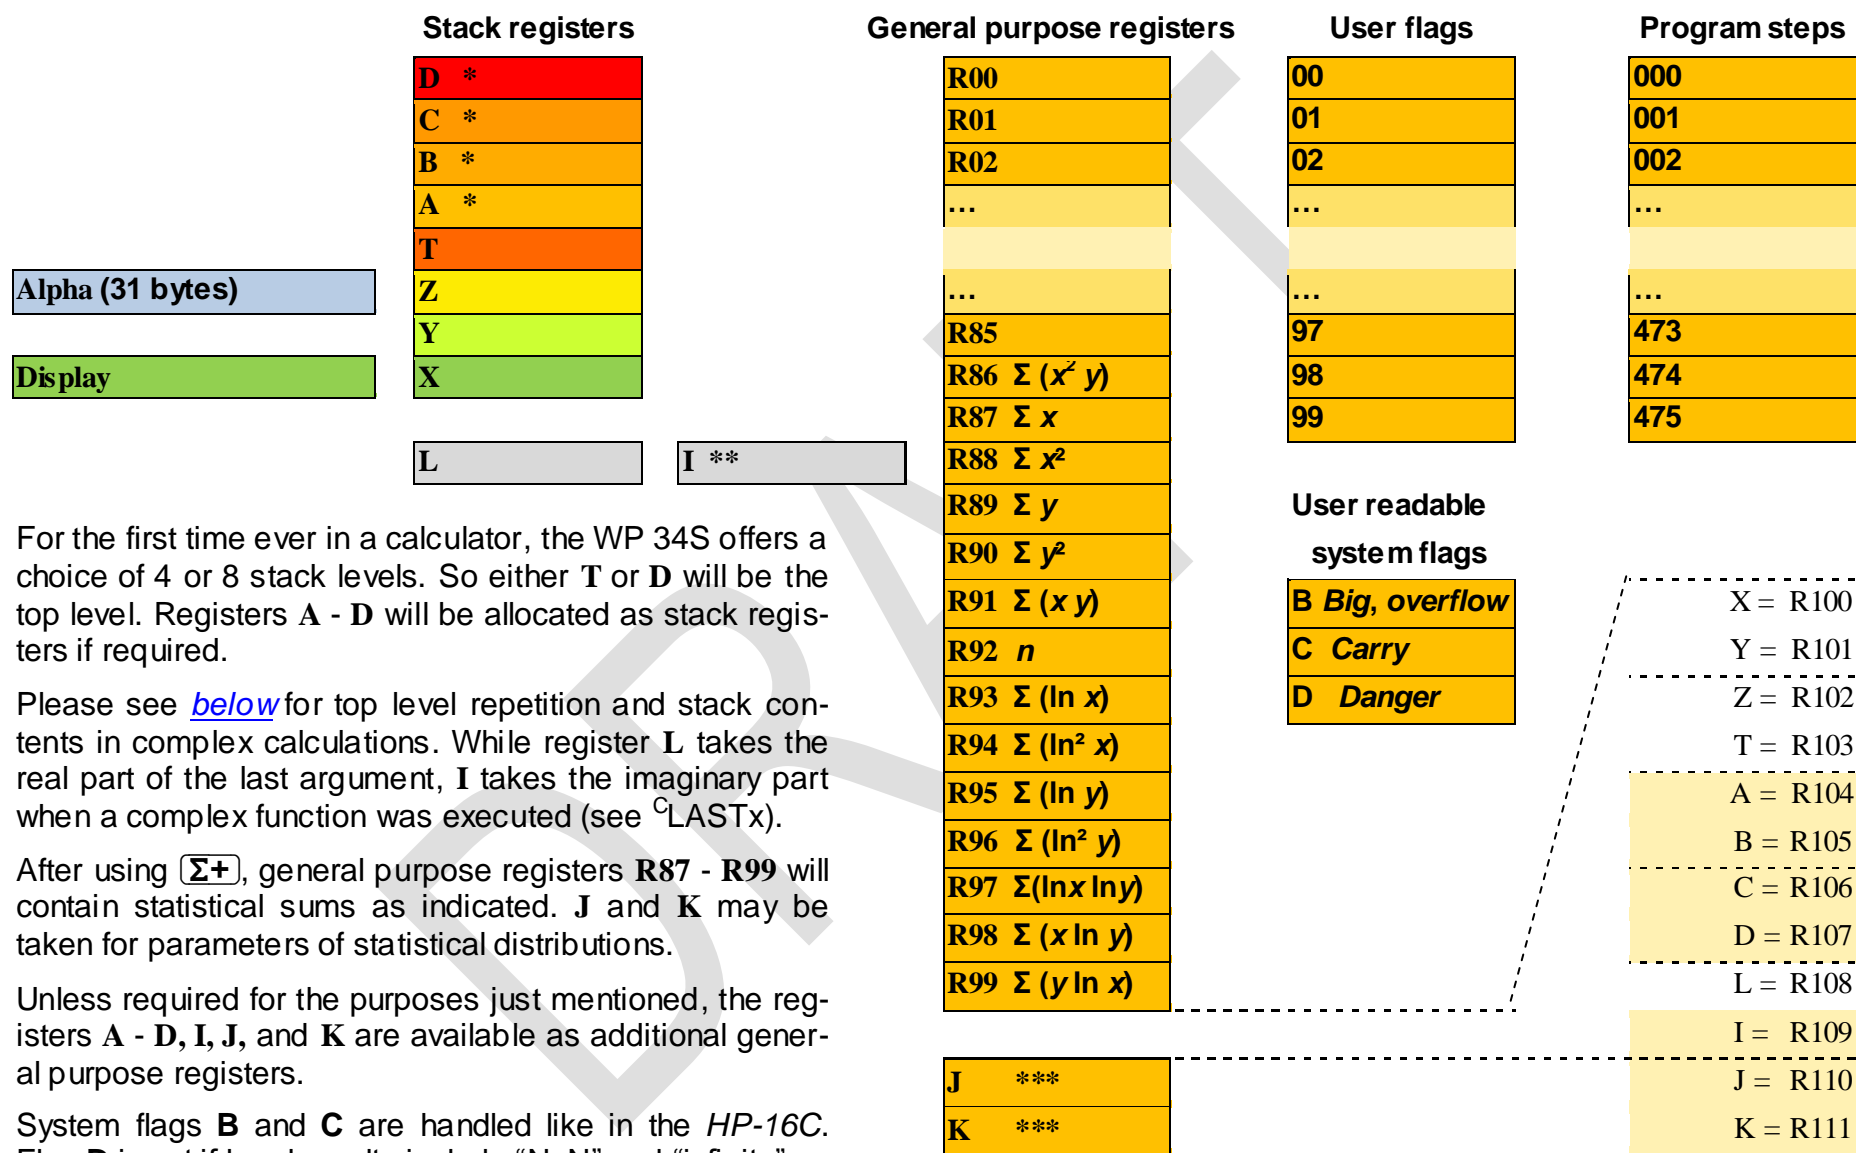 Stack registers
General purpose registers
User flags
Program steps
D *
C *
B *
A *
T
Z
Y
X
Alpha (31 bytes)
Display
L
I **
R00
R01
R02
...
...
R85
R86 Σ (x² y)
R87 Σ x
R88 Σ x²
R89 Σ y
R90 Σ y²
R91 Σ (x y)
R92 n
R93 Σ (ln x)
R94 Σ (ln² x)
R95 Σ (ln y)
R96 Σ (ln² y)
R97 Σ(lnx lny)
R98 Σ (x ln y)
R99 Σ (y ln x)
J ***
K ***
00
01
02
...
...
97
98
99
User readable
system flags
B Big, overflow
C Carry
D Danger
000
001
002
...
...
473
474
475
X = R100
Y = R101
Z = R102
T = R103
A = R104
B = R105
C = R106
D = R107
L = R108
I = R109
J = R110
K = R111
For the first time ever in a calculator, the WP 34S offers a
choice of 4 or 8 stack levels. So either T or D will be the
top level. Registers A - D will be allocated as stack regis-
ters if required.
Please see below for top level repetition and stack con-
tents in complex calculations. While register L takes the
real part of the last argument, I takes the imaginary part
when a complex function was executed (see ᶜLASTx).
After using Σ+, general purpose registers R87 - R99 will
contain statistical sums as indicated. J and K may be
taken for parameters of statistical distributions.
Unless required for the purposes just mentioned, the reg-
isters A - D, I, J, and K are available as additional gener-
al purpose registers.
System flags B and C are handled like in the HP-16C.
DRAFT